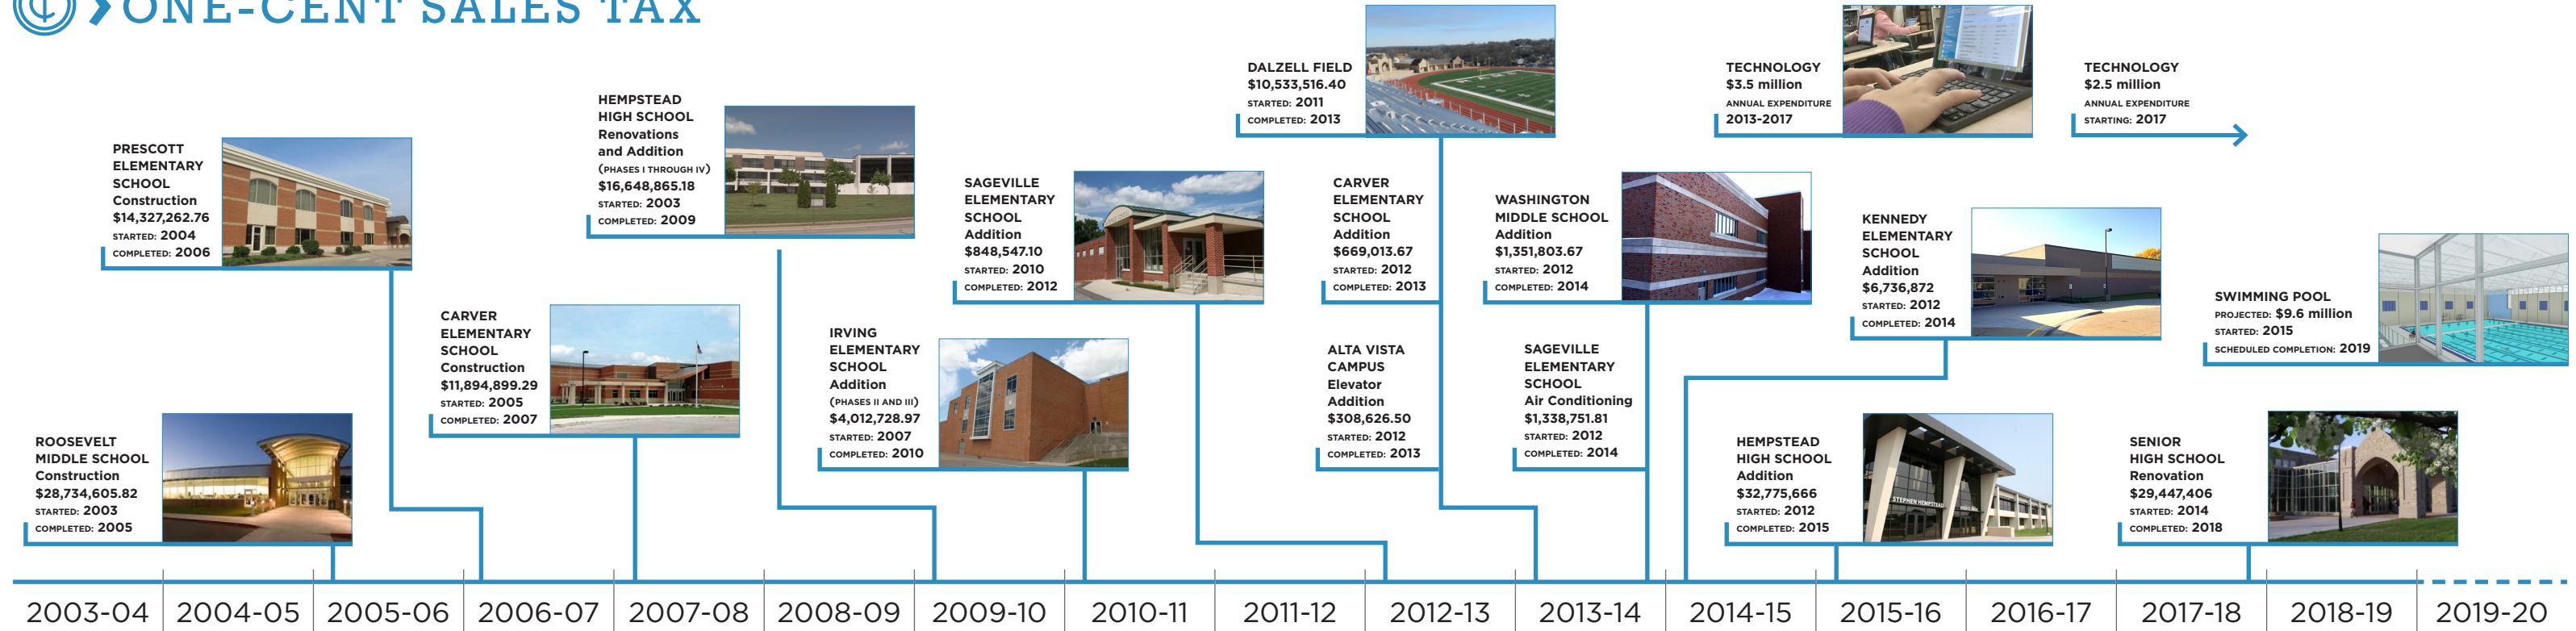 ONE-CENT SALES TAX
PRESCOTT
ELEMENTARY
SCHOOL
Construction
$14,327,262.76
STARTED: 2004
COMPLETED: 2006
ROOSEVELT
MIDDLE SCHOOL
Construction
$28,734,605.82
STARTED: 2003
COMPLETED: 2005
CARVER
ELEMENTARY
SCHOOL
Construction
$11,894,899.29
STARTED: 2005
COMPLETED: 2007
HEMPSTEAD
HIGH SCHOOL
Renovations
and Addition
(PHASES I THROUGH IV)
$16,648,865.18
STARTED: 2003
COMPLETED: 2009
IRVING
ELEMENTARY
SCHOOL
Addition
(PHASES II AND III)
$4,012,728.97
STARTED: 2007
COMPLETED: 2010
SAGEVILLE
ELEMENTARY
SCHOOL
Addition
$848,547.10
STARTED: 2010
COMPLETED: 2012
DALZELL FIELD
$10,533,516.40
STARTED: 2011
COMPLETED: 2013
CARVER
ELEMENTARY
SCHOOL
Addition
$669,013.67
STARTED: 2012
COMPLETED: 2013
ALTA VISTA
CAMPUS
Elevator
Addition
$308,626.50
STARTED: 2012
COMPLETED: 2013
WASHINGTON
MIDDLE SCHOOL
Addition
$1,351,803.67
STARTED: 2012
COMPLETED: 2014
SAGEVILLE
ELEMENTARY
SCHOOL
Air Conditioning
$1,338,751.81
STARTED: 2012
COMPLETED: 2014
TECHNOLOGY
$3.5 million
ANNUAL EXPENDITURE
2013-2017
TECHNOLOGY
$2.5 million
ANNUAL EXPENDITURE
STARTING: 2017
KENNEDY
ELEMENTARY
SCHOOL
Addition
$6,736,872
STARTED: 2012
COMPLETED: 2014
HEMPSTEAD
HIGH SCHOOL
Addition
$32,775,666
STARTED: 2012
COMPLETED: 2015
STEPHEN HEMPSTEAD
SENIOR
HIGH SCHOOL
Renovation
$29,447,406
STARTED: 2014
COMPLETED: 2018
SWIMMING POOL
PROJECTED: $9.6 million
STARTED: 2015
SCHEDULED COMPLETION: 2019
2003-04 2004-05 2005-06 2006-07 2007-08 2008-09 2009-10 2010-11 2011-12 2012-13 2013-14 2014-15 2015-16 2016-17 2017-18 2018-19 2019-20